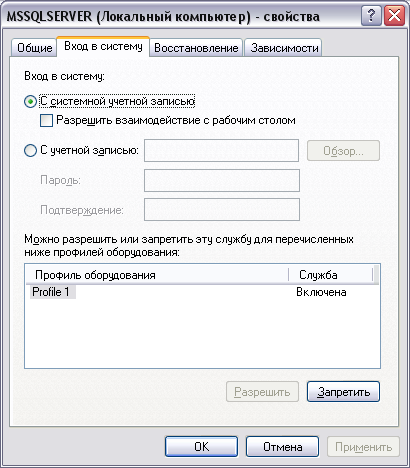 MSSQLSERVER (Локальный компьютер) - свойства
Общие Вход в систему Восстановление Зависимости
Вход в систему:
С системной учетной записью
Разрешить взаимодействие с рабочим столом
С учетной записью: Обзор...
Пароль:
Подтверждение:
Можно разрешить или запретить эту службу для перечисленных
ниже профилей оборудования:
Профиль оборудования Служба
Profile 1 Включена
Разрешить Запретить
OK Отмена Применить